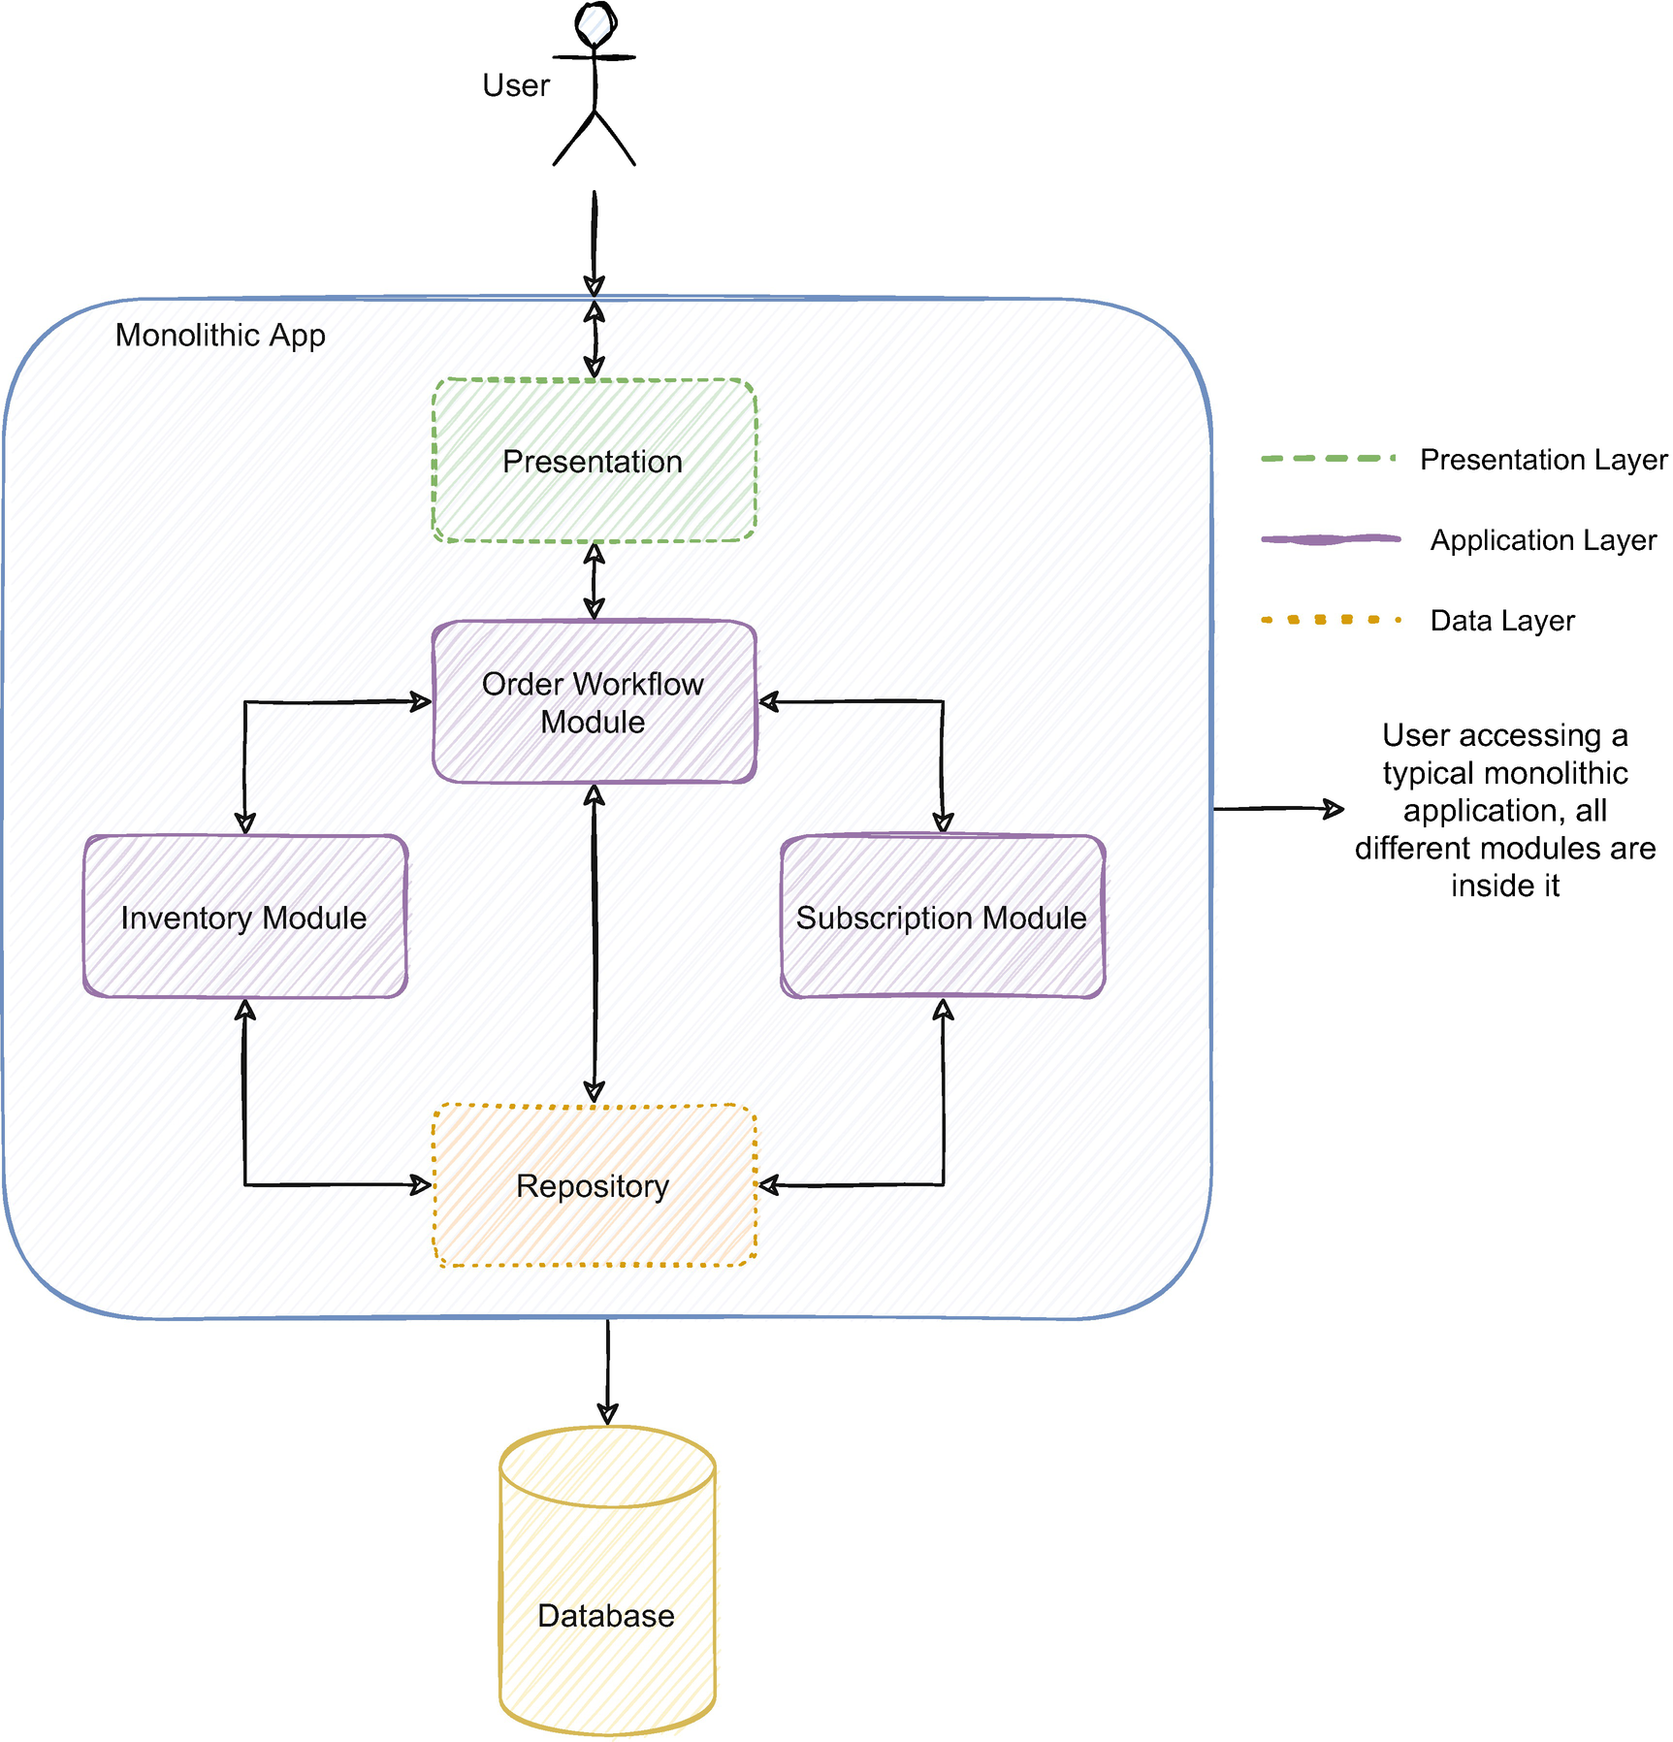 User
Monolithic App
Presentation
Presentation Layer
Application Layer
Data Layer
Order Workflow
Module
User accessing a
typical monolithic
application, all
different modules are
inside it
Inventory Module
Subscription Module
Repository
Database